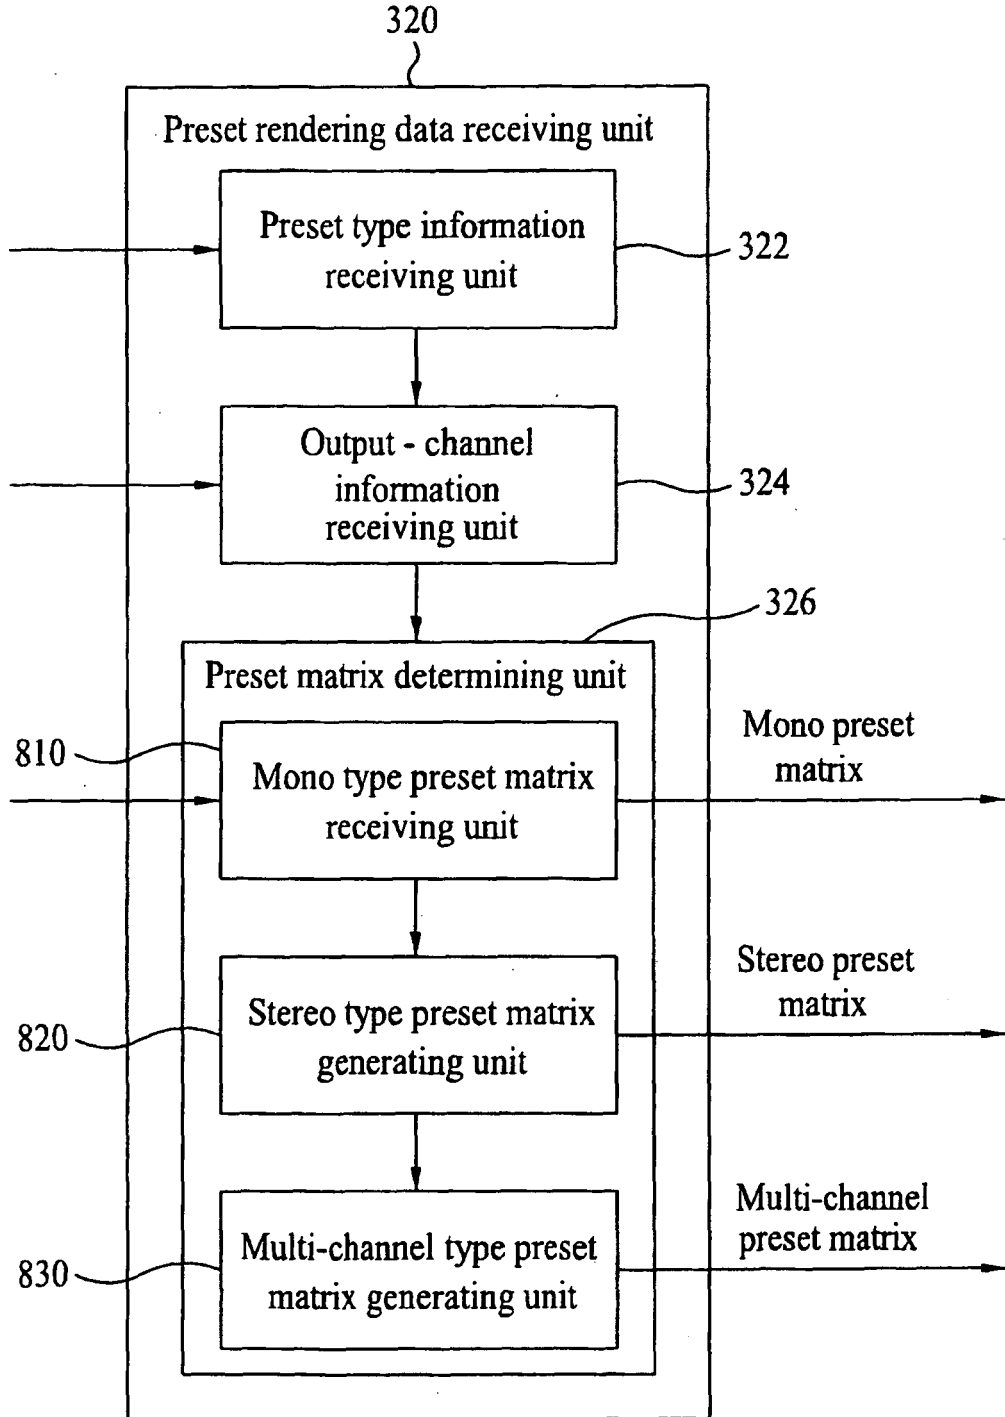 320
Preset rendering data receiving unit
Preset type information
receiving unit
322
Output - channel
information
receiving unit
324
326
Preset matrix determining unit
810
Mono type preset matrix
receiving unit
Mono preset
matrix
820
Stereo type preset matrix
generating unit
Stereo preset
matrix
830
Multi-channel type preset
matrix generating unit
Multi-channel
preset matrix